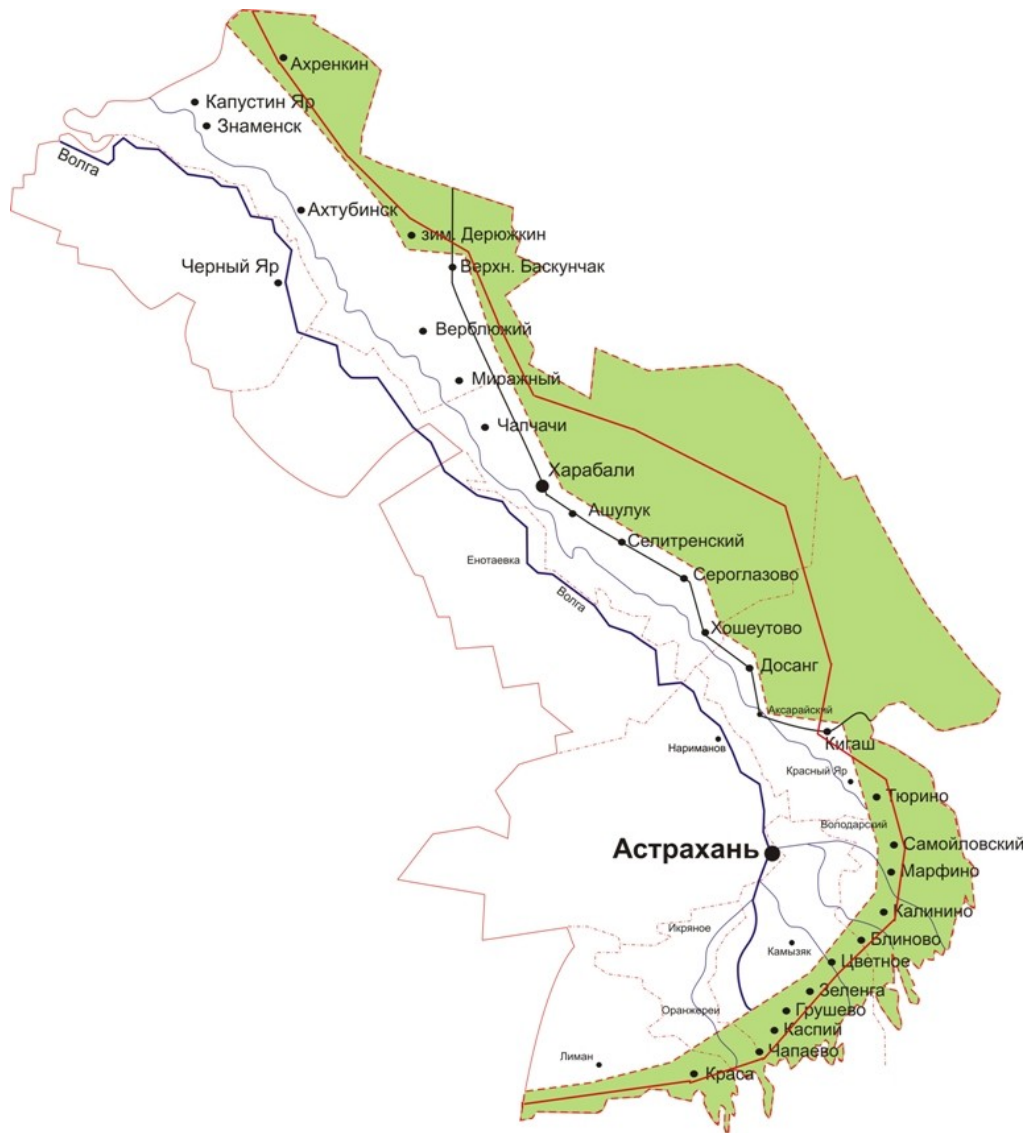 Ахренкин
Капустин Яр
Знаменск
Волга
Ахтубинск
зим. Дерюжкин
Черный Яр
Верхн. Баскунчак
Верблюжий
Миражный
Чапчачи
Харабали
Ашулук
Селитренский
Енотаевка
Сероглазово
Волга
Хошеутово
Досанг
Аксарайский
Нариманов
Кигаш
Красный Яр
Тюрино
Володарский
Астрахань
Самойловский
Марфино
Калинино
Икряное
Блиново
Камызяк
Цветное
Зеленга
Оранжереи
Грушево
Каспий
Чапаево
Лиман
Краса